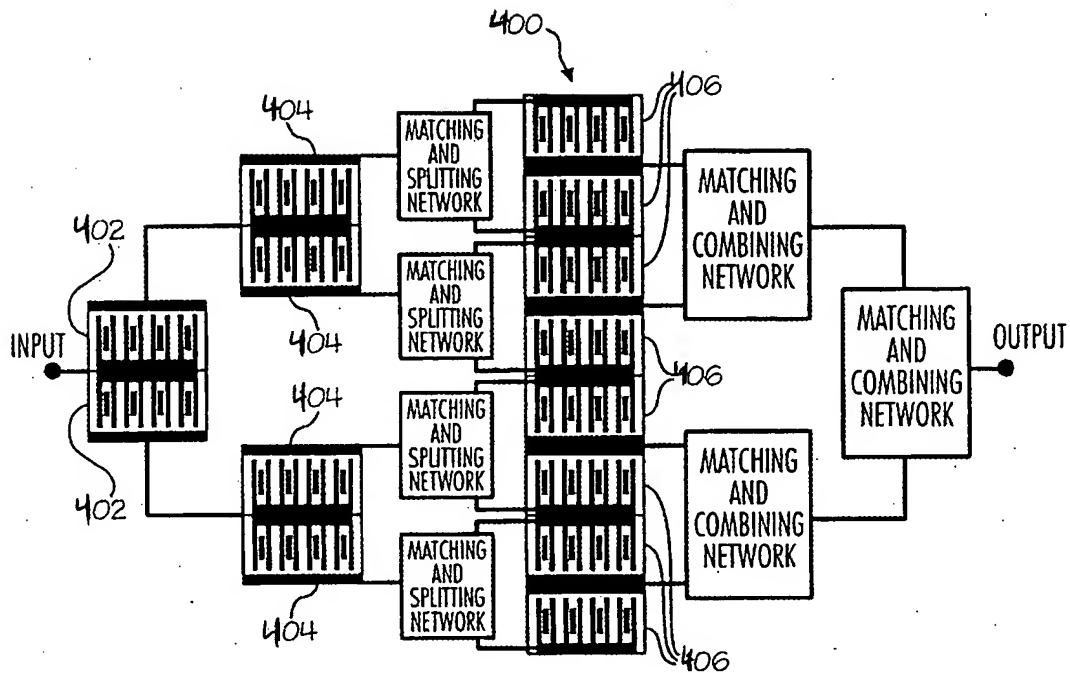 400
406
404
MATCHING
AND
SPLITTING
NETWORK
MATCHING
AND
COMBINING
NETWORK
402
MATCHING
AND
SPLITTING
NETWORK
404
INPUT
MATCHING
AND
COMBINING
NETWORK
OUTPUT
406
404
MATCHING
AND
SPLITTING
NETWORK
402
MATCHING
AND
COMBINING
NETWORK
MATCHING
AND
SPLITTING
NETWORK
404
406